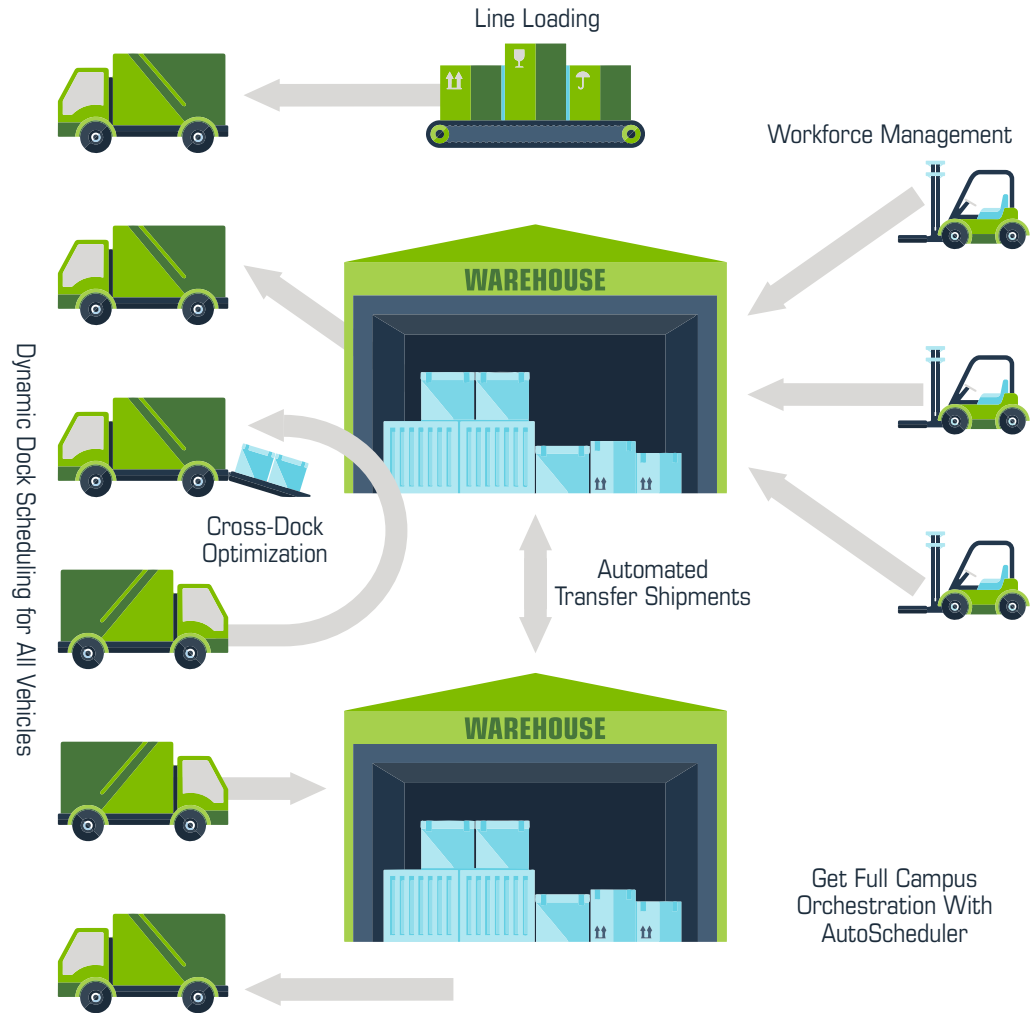 Line Loading
Workforce Management
WAREHOUSE
Dynamic Dock Scheduling for All Vehicles
Cross-Dock
Optimization
Automated
Transfer Shipments
WAREHOUSE
Get Full Campus
Orchestration With
AutoScheduler